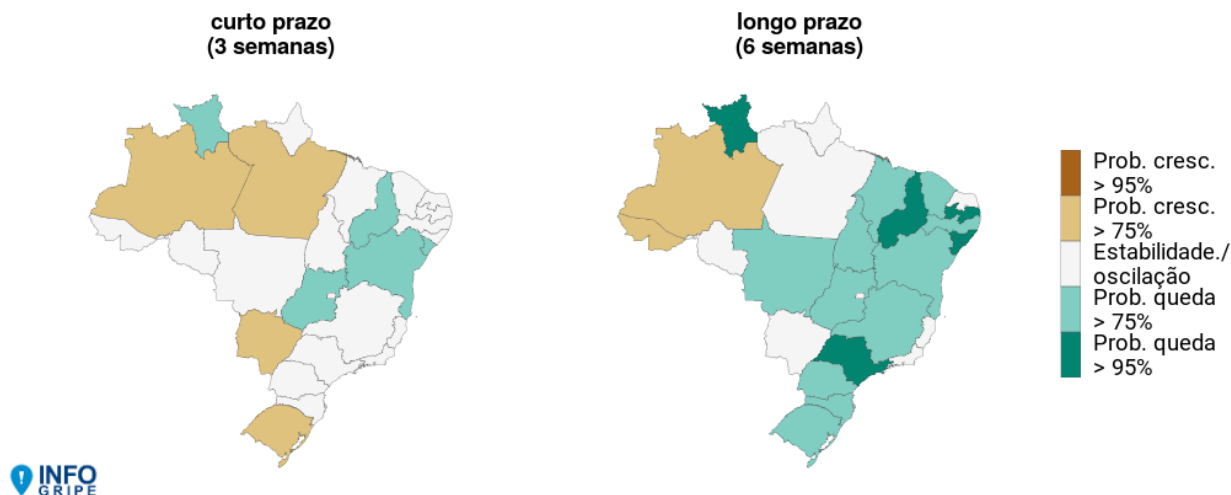 curto prazo
(3 semanas)
longo prazo
(6 semanas)
Prob. cresc.
> 95%
Prob. cresc.
> 75%
Estabilidade./
oscilação
Prob. queda
> 75%
Prob. queda
> 95%
INFO
GRIPE